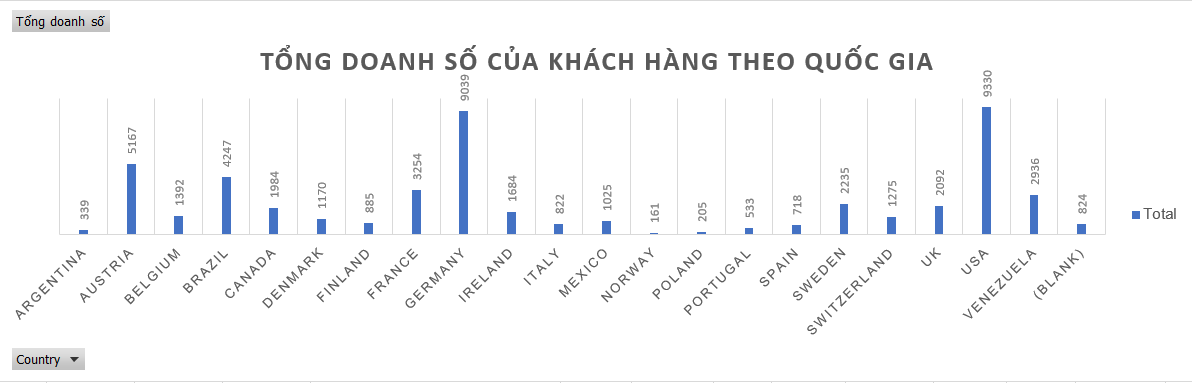 Tổng doanh số
TỔNG DOANH SỐ CỦA KHÁCH HÀNG THEO QUỐC GIA
339
5167
1392
4247
1984
1170
885
3254
9039
1684
822
1025
161
205
533
718
2235
1275
2092
9330
2936
824
Total
ARGENTINA
AUSTRIA
BELGIUM
BRAZIL
CANADA
DENMARK
FINLAND
FRANCE
GERMANY
IRELAND
ITALY
MEXICO
NORWAY
POLAND
PORTUGAL
SPAIN
SWEDEN
SWITZERLAND
UK
USA
VENEZUELA
(BLANK)
Country